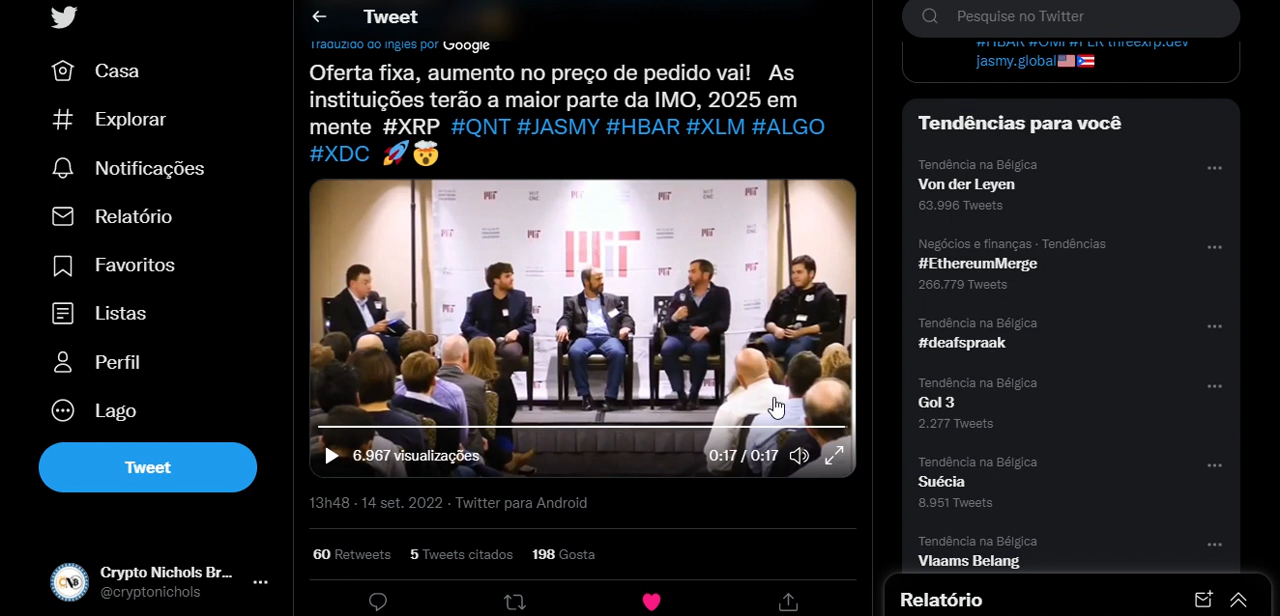 Casa
Explorar
Notificações
Relatório
Favoritos
Listas
Perfil
Lago
Tweet
Crypto Nichols Br...
@cryptonichols
Tweet
Traduzido do inglês por Google
Oferta fixa, aumento no preço de pedido vai! As
instituições terão a maior parte da IMO, 2025 em
mente #XRP #QNT #JASMY #HBAR #XLM #ALGO
#XDC 🚀🤯
MIT
6.967 visualizações
0:17 / 0:17
13h48 · 14 set. 2022 · Twitter para Android
60 Retweets 5 Tweets citados 198 Gosta
Pesquise no Twitter
#HBAR #OMI #FLR threexrp.dev
jasmy.global🇺🇸🇵🇷
Tendências para você
Tendência na Bélgica
Von der Leyen
63.996 Tweets
Negócios e finanças · Tendências
#EthereumMerge
266.779 Tweets
Tendência na Bélgica
#deafspraak
Tendência na Bélgica
Gol 3
2.277 Tweets
Tendência na Bélgica
Suécia
8.951 Tweets
Tendência na Bélgica
Vlaams Belang
Relatório